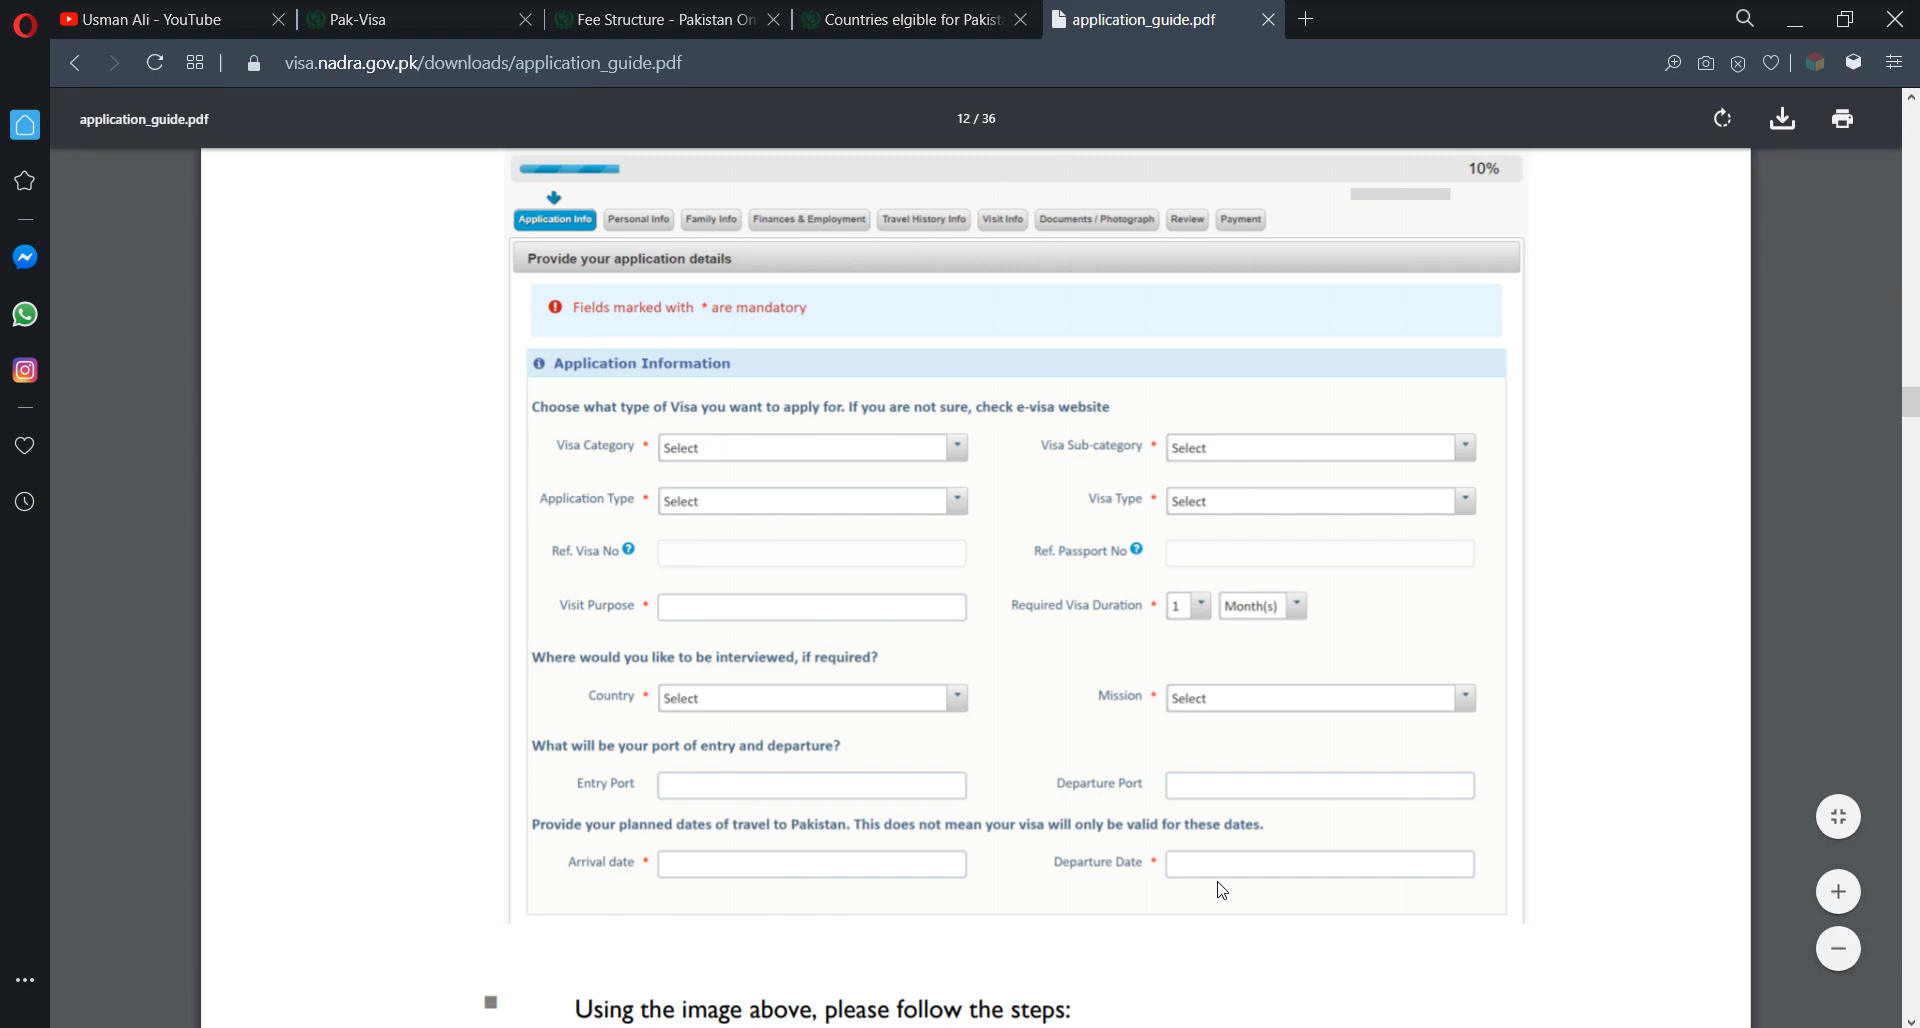 Usman Ali - YouTube
Pak-Visa
Fee Structure - Pakistan On
Countries elgible for Pakist
application_guide.pdf
visa.nadra.gov.pk/downloads/application_guide.pdf
application_guide.pdf
12 / 36
10%
Application Info Personal Info Family Info Finances & Employment Travel History Info Visit Info Documents / Photograph Review Payment
Provide your application details
Fields marked with * are mandatory
Application Information
Choose what type of Visa you want to apply for. If you are not sure, check e-visa website
Visa Category * Select Visa Sub-category * Select
Application Type * Select Visa Type * Select
Ref. Visa No ? Ref. Passport No ?
Visit Purpose * Required Visa Duration * 1 Month(s)
Where would you like to be interviewed, if required?
Country * Select Mission * Select
What will be your port of entry and departure?
Entry Port Departure Port
Provide your planned dates of travel to Pakistan. This does not mean your visa will only be valid for these dates.
Arrival date * Departure Date *
Using the image above, please follow the steps: